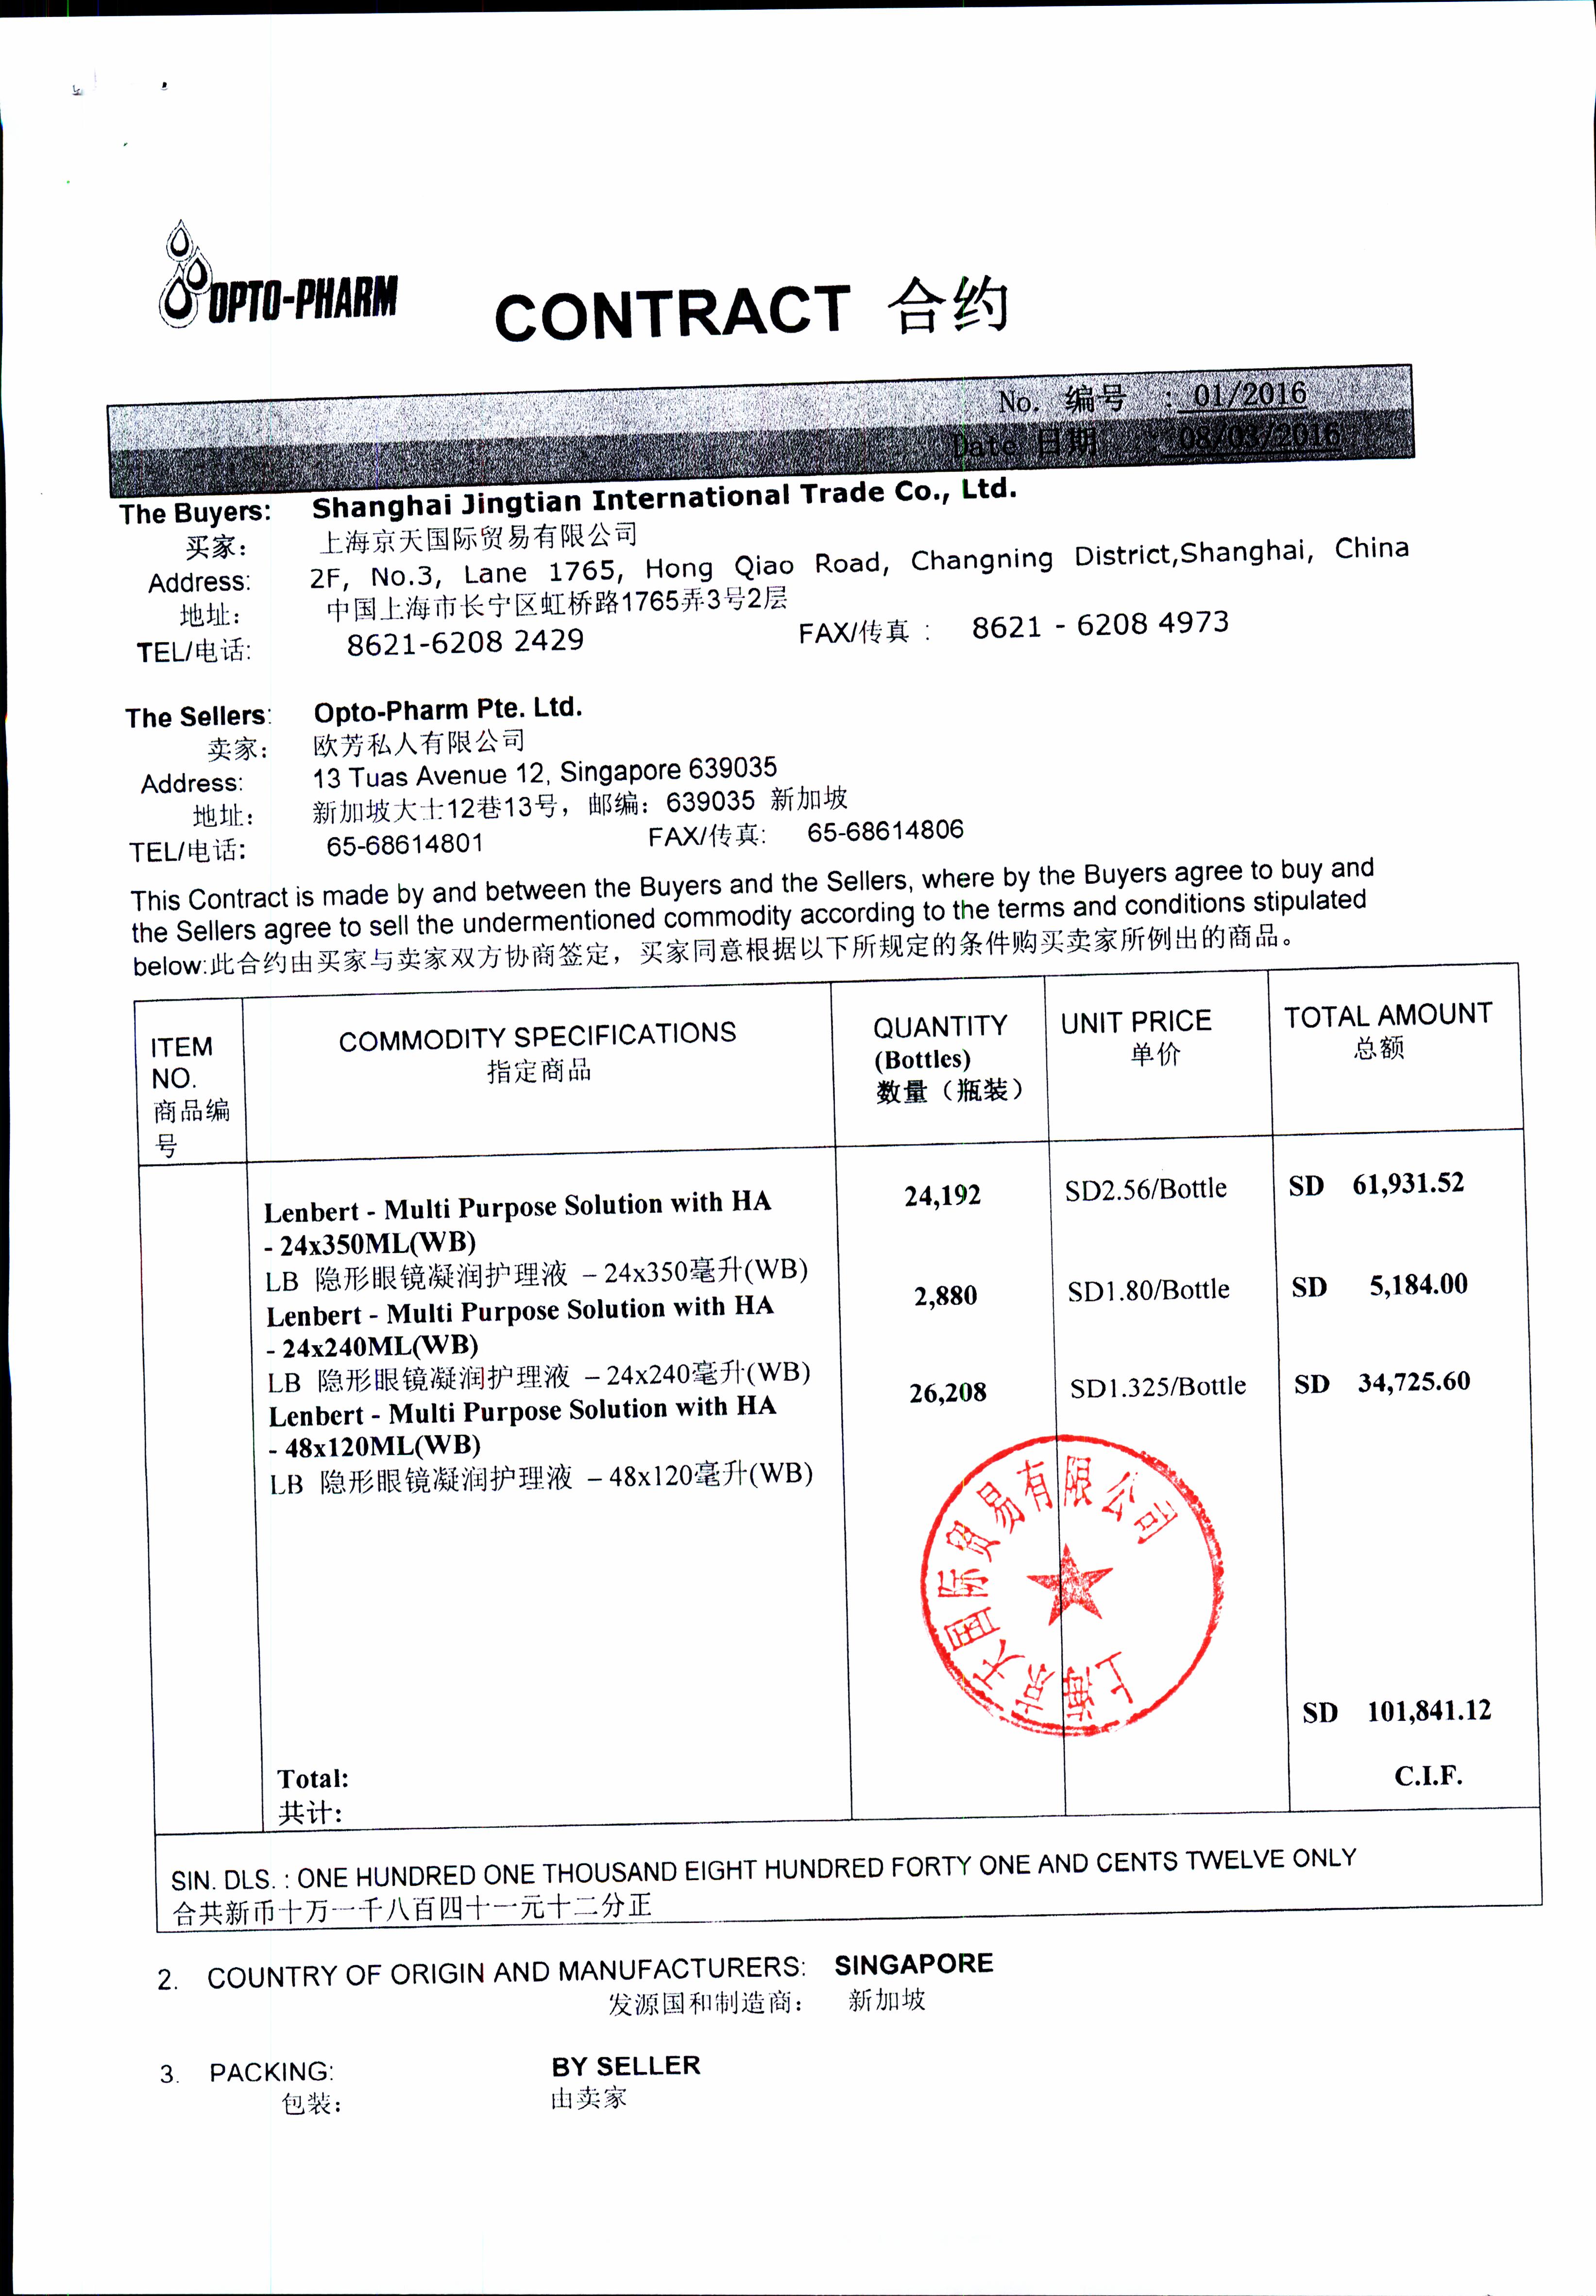 OPTO-PHARM
CONTRACT 合约
No. 编号 : 01/2016
Date 日期 : 08/03/2016
The Buyers: Shanghai Jingtian International Trade Co., Ltd.
买家： 上海京天国际贸易有限公司
Address: 2F, No.3, Lane 1765, Hong Qiao Road, Changning District,Shanghai, China
地址： 中国上海市长宁区虹桥路1765弄3号2层
TEL/电话: 8621-6208 2429 FAX/传真 : 8621 - 6208 4973
The Sellers: Opto-Pharm Pte. Ltd.
卖家： 欧芳私人有限公司
Address: 13 Tuas Avenue 12, Singapore 639035
地址： 新加坡大士12巷13号，邮编：639035 新加坡
TEL/电话: 65-68614801 FAX/传真: 65-68614806
This Contract is made by and between the Buyers and the Sellers, where by the Buyers agree to buy and
the Sellers agree to sell the undermentioned commodity according to the terms and conditions stipulated
below:此合约由买家与卖家双方协商签定，买家同意根据以下所规定的条件购买卖家所例出的商品。
ITEM NO. 商品编号 COMMODITY SPECIFICATIONS 指定商品 QUANTITY (Bottles) 数量（瓶装） UNIT PRICE 单价 TOTAL AMOUNT 总额
Lenbert - Multi Purpose Solution with HA 24,192 SD2.56/Bottle SD 61,931.52
- 24x350ML(WB)
LB 隐形眼镜凝润护理液 – 24x350毫升(WB)
Lenbert - Multi Purpose Solution with HA 2,880 SD1.80/Bottle SD 5,184.00
- 24x240ML(WB)
LB 隐形眼镜凝润护理液 – 24x240毫升(WB)
Lenbert - Multi Purpose Solution with HA 26,208 SD1.325/Bottle SD 34,725.60
- 48x120ML(WB)
LB 隐形眼镜凝润护理液 – 48x120毫升(WB)
上海京天国际贸易有限公司
SD 101,841.12
Total: C.I.F.
共计：
SIN. DLS. : ONE HUNDRED ONE THOUSAND EIGHT HUNDRED FORTY ONE AND CENTS TWELVE ONLY
合共新币十万一千八百四十一元十二分正
2. COUNTRY OF ORIGIN AND MANUFACTURERS: SINGAPORE
发源国和制造商： 新加坡
3. PACKING: BY SELLER
包装： 由卖家